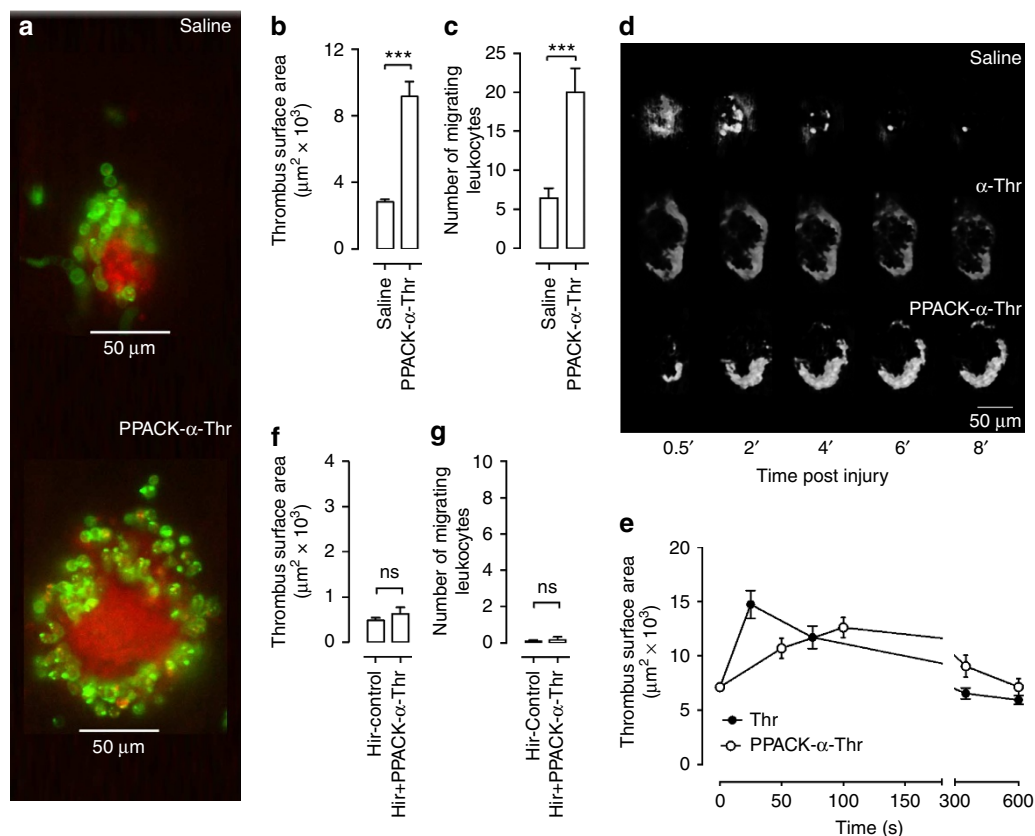 a
Saline
50 μm
PPACK-α-Thr
50 μm
b
Thrombus surface area
(μm² × 10³)
12
9
6
3
0
***
Saline
PPACK-α-Thr
c
Number of migrating
leukocytes
25
20
15
10
5
0
***
Saline
PPACK-α-Thr
d
Saline
α-Thr
PPACK-α-Thr
50 μm
0.5′ 2′ 4′ 6′ 8′
Time post injury
f
Thrombus surface area
(μm² × 10³)
4
3
2
1
0
ns
Hir-control
Hir+PPACK-α-Thr
g
Number of migrating
leukocytes
10
8
6
4
2
0
ns
Hir-Control
Hir+PPACK-α-Thr
e
Thrombus surface area
(μm² × 10³)
20
15
10
5
0
Thr
PPACK-α-Thr
0 50 100 150 300 600
Time (s)